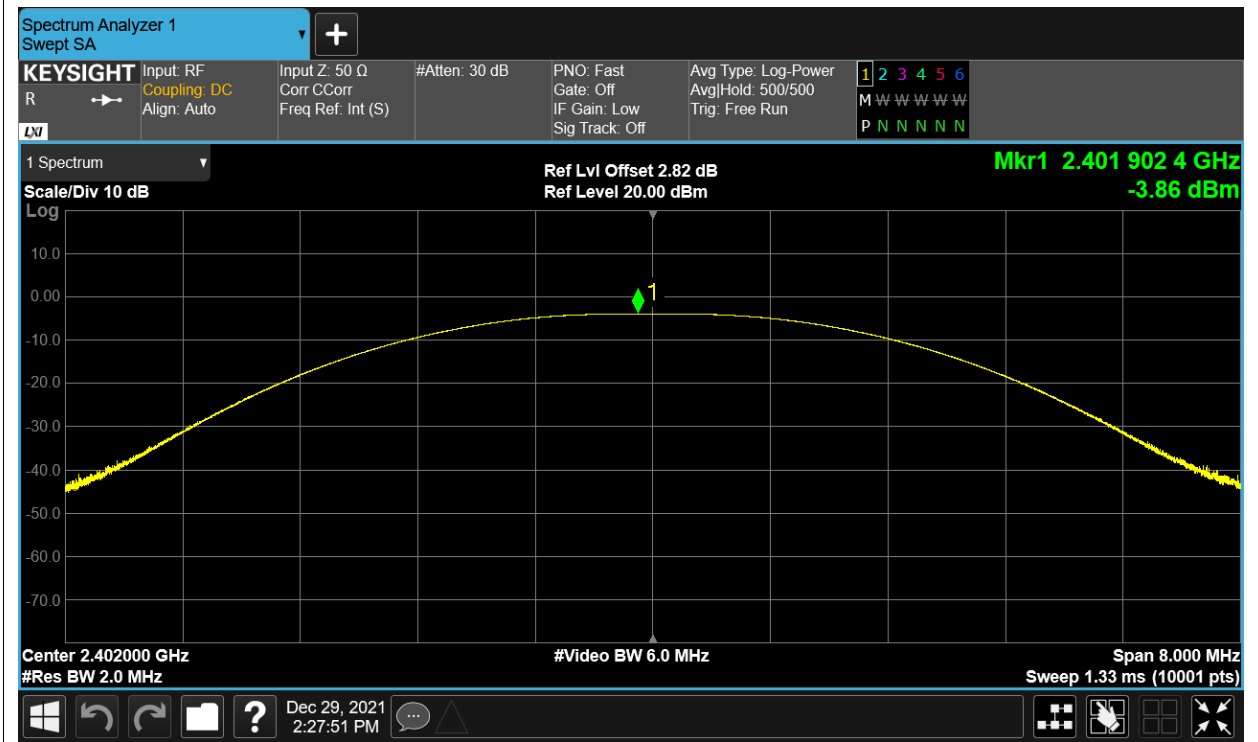 Spectrum Analyzer 1
Swept SA
KEYSIGHT
R
LXI
Input: RF
Coupling: DC
Align: Auto
Input Z: 50 Ω
Corr CCorr
Freq Ref: Int (S)
#Atten: 30 dB
PNO: Fast
Gate: Off
IF Gain: Low
Sig Track: Off
Avg Type: Log-Power
Avg|Hold: 500/500
Trig: Free Run
1 2 3 4 5 6
M W W W W W
P N N N N N
1 Spectrum
Scale/Div 10 dB
Log
Ref Lvl Offset 2.82 dB
Ref Level 20.00 dBm
Mkr1 2.401 902 4 GHz
-3.86 dBm
10.0
0.00
-10.0
-20.0
-30.0
-40.0
-50.0
-60.0
-70.0
1
Center 2.402000 GHz
#Res BW 2.0 MHz
#Video BW 6.0 MHz
Span 8.000 MHz
Sweep 1.33 ms (10001 pts)
?
Dec 29, 2021
2:27:51 PM